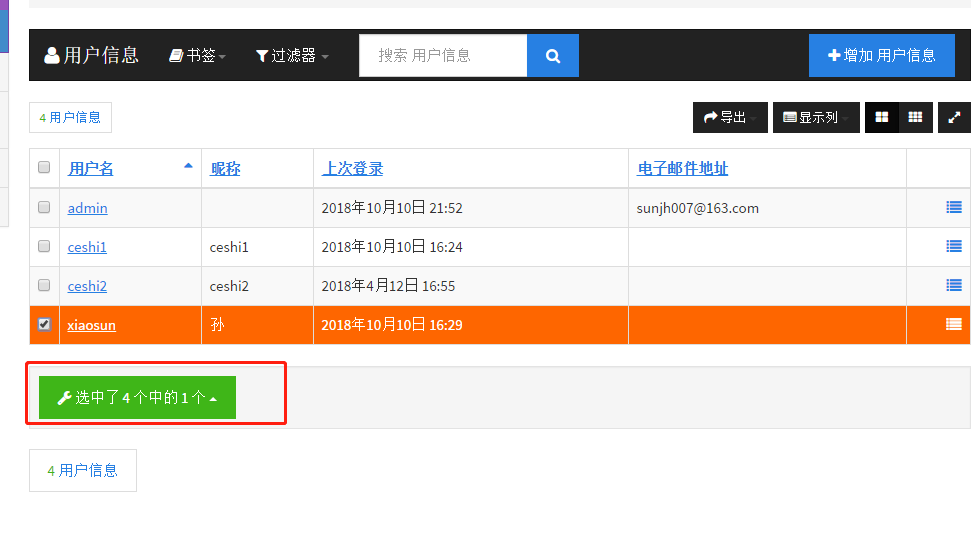 用户信息 书签 过滤器 搜索 用户信息 增加 用户信息
4 用户信息 导出 显示列
用户名 昵称 上次登录 电子邮件地址
admin 2018年10月10日 21:52 sunjh007@163.com
ceshi1 ceshi1 2018年10月10日 16:24
ceshi2 ceshi2 2018年4月12日 16:55
xiaosun 孙 2018年10月10日 16:29
选中了 4 个中的 1 个
4 用户信息